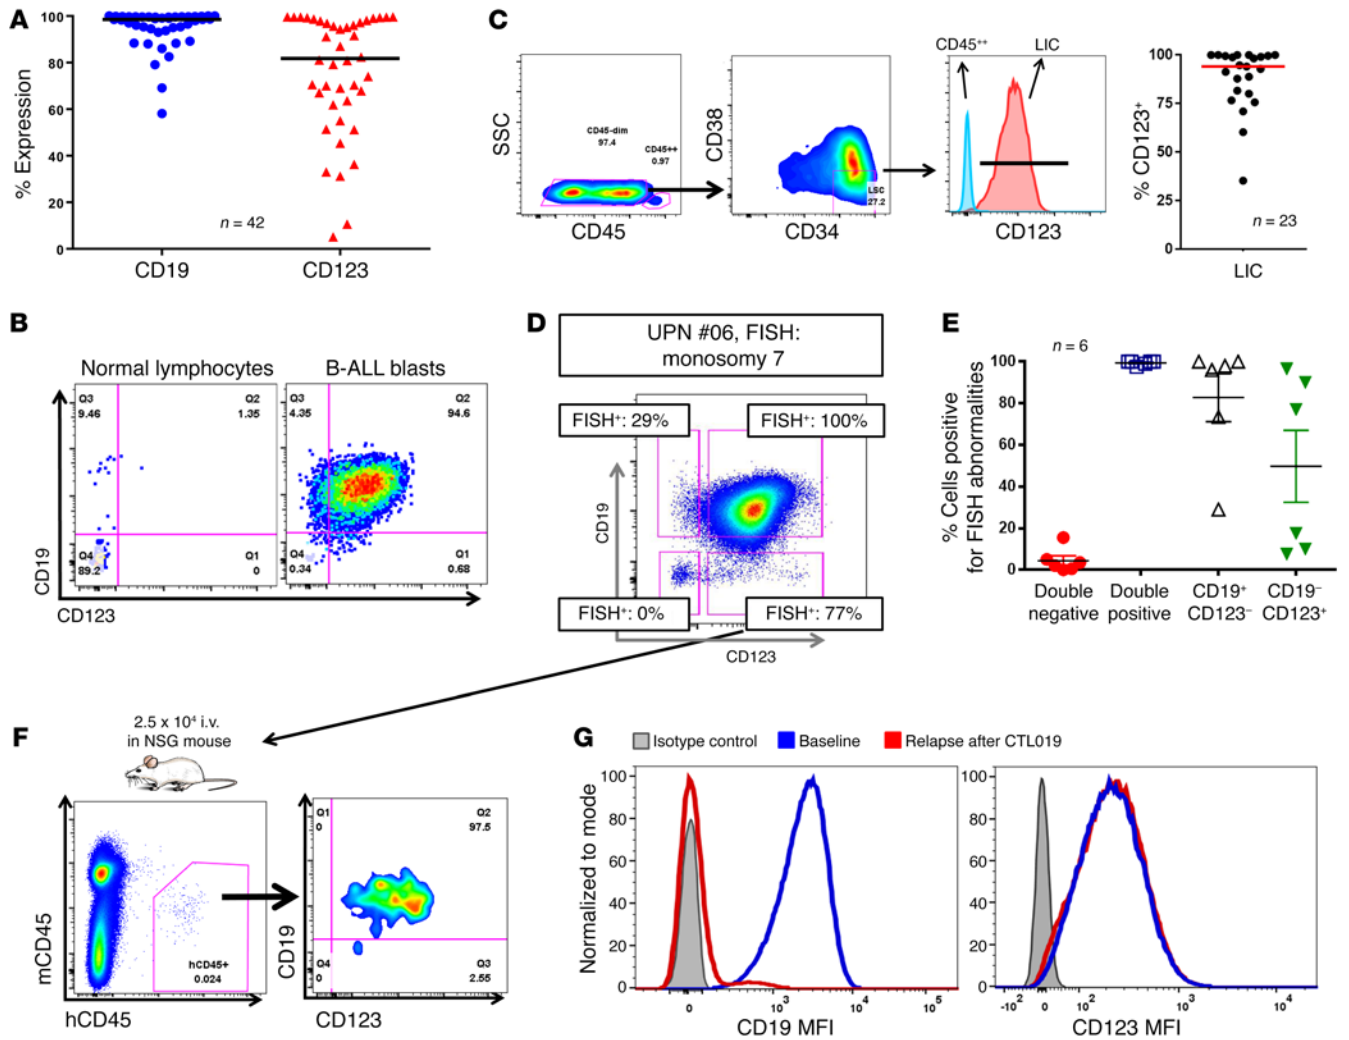 A
100
80
60
40
20
0
% Expression
n = 42
CD19
CD123
C
SSC
CD45-dim
97.4
CD45++
0.97
CD45
CD38
LSC
27.2
CD34
CD45⁺⁺
LIC
CD123
100
75
50
25
0
% CD123⁺
n = 23
LIC
B
Normal lymphocytes
Q3
9.46
Q2
1.35
Q4
89.2
Q1
0
B-ALL blasts
Q3
4.35
Q2
94.6
Q4
0.34
Q1
0.68
CD19
CD123
D
UPN #06, FISH:
monosomy 7
FISH⁺: 29%
FISH⁺: 100%
FISH⁺: 0%
FISH⁺: 77%
CD19
CD123
E
n = 6
100
80
60
40
20
0
% Cells positive
for FISH abnormalities
Double
negative
Double
positive
CD19⁺
CD123⁻
CD19⁻
CD123⁺
F
2.5 x 10⁴ i.v.
in NSG mouse
mCD45
hCD45+
0.024
hCD45
Q1
0
Q2
97.5
Q4
0
Q3
2.55
CD19
CD123
G
Isotype control
Baseline
Relapse after CTL019
Normalized to mode
100
80
60
40
20
0
0
10³
10⁴
10⁵
CD19 MFI
100
80
60
40
20
0
-10²
0
10²
10³
10⁴
CD123 MFI